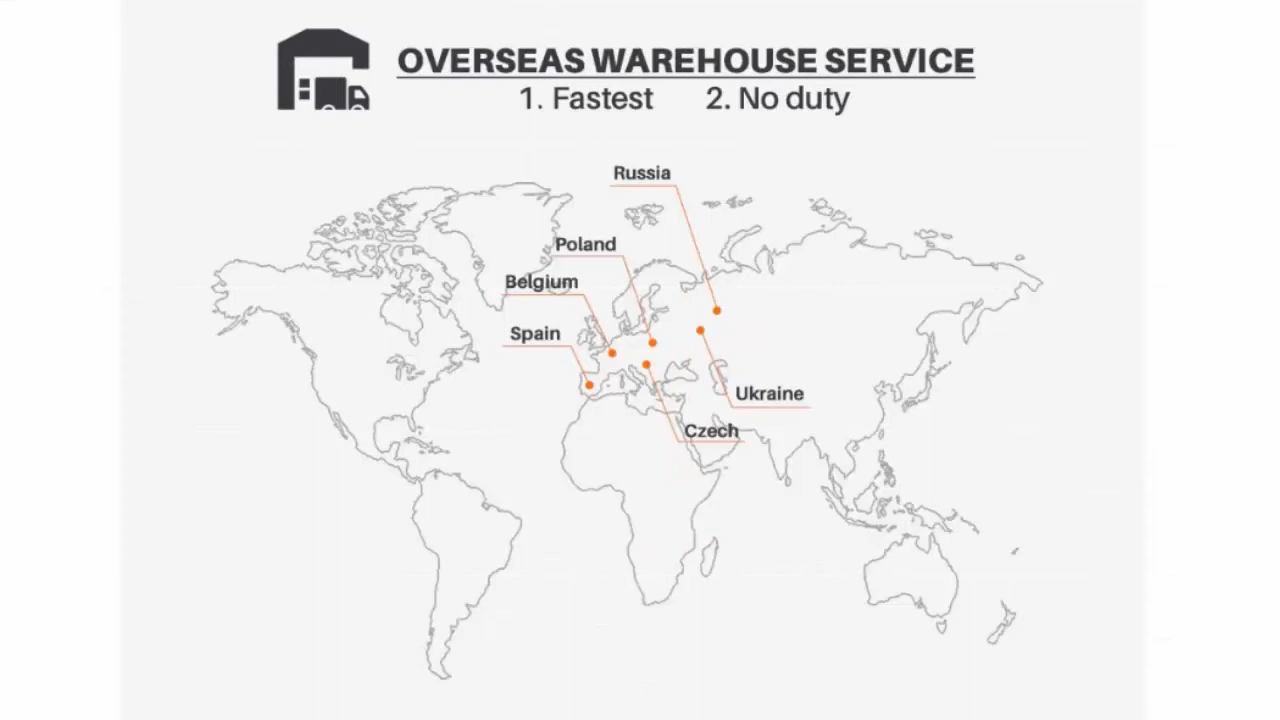 OVERSEAS WAREHOUSE SERVICE
1. Fastest 2. No duty
Russia
Poland
Belgium
Spain
Ukraine
Czech